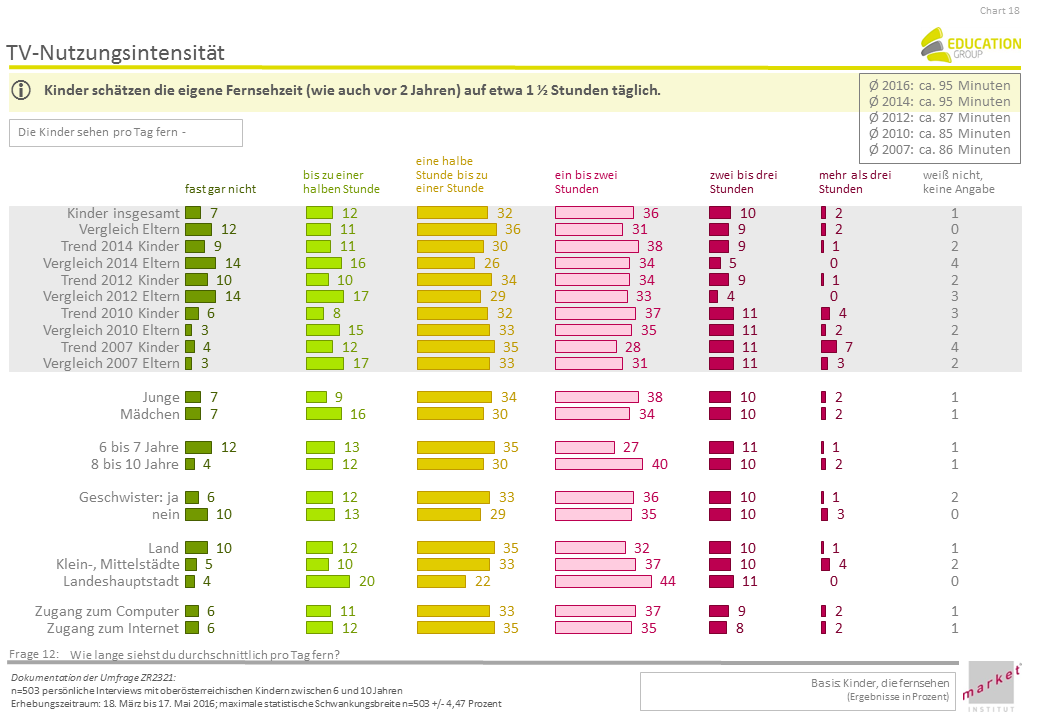 Chart 18
TV-Nutzungsintensität
EDUCATION
GROUP
Kinder schätzen die eigene Fernsehzeit (wie auch vor 2 Jahren) auf etwa 1 ½ Stunden täglich.
Ø 2016: ca. 95 Minuten
Ø 2014: ca. 95 Minuten
Ø 2012: ca. 87 Minuten
Ø 2010: ca. 85 Minuten
Ø 2007: ca. 86 Minuten
Die Kinder sehen pro Tag fern -
fast gar nicht
bis zu einer
halben Stunde
eine halbe
Stunde bis zu
einer Stunde
ein bis zwei
Stunden
zwei bis drei
Stunden
mehr als drei
Stunden
weiß nicht,
keine Angabe
Kinder insgesamt 7 12 32 36 10 2 1
Vergleich Eltern 12 11 36 31 9 2 0
Trend 2014 Kinder 9 11 30 38 9 1 2
Vergleich 2014 Eltern 14 16 26 34 5 0 4
Trend 2012 Kinder 10 10 34 34 9 1 2
Vergleich 2012 Eltern 14 17 29 33 4 0 3
Trend 2010 Kinder 6 8 32 37 11 4 3
Vergleich 2010 Eltern 3 15 33 35 11 2 2
Trend 2007 Kinder 4 12 35 28 11 7 4
Vergleich 2007 Eltern 3 17 33 31 11 3 2
Junge 7 9 34 38 10 2 1
Mädchen 7 16 30 34 10 2 1
6 bis 7 Jahre 12 13 35 27 11 1 1
8 bis 10 Jahre 4 12 30 40 10 2 1
Geschwister: ja 6 12 33 36 10 1 2
nein 10 13 29 35 10 3 0
Land 10 12 35 32 10 1 1
Klein-, Mittelstädte 5 10 33 37 10 4 2
Landeshauptstadt 4 20 22 44 11 0 0
Zugang zum Computer 6 11 33 37 9 2 1
Zugang zum Internet 6 12 35 35 8 2 1
Frage 12: Wie lange siehst du durchschnittlich pro Tag fern?
Dokumentation der Umfrage ZR2321:
n=503 persönliche Interviews mit oberösterreichischen Kindern zwischen 6 und 10 Jahren
Erhebungszeitraum: 18. März bis 17. Mai 2016; maximale statistische Schwankungsbreite n=503 +/- 4,47 Prozent
Basis: Kinder, die fernsehen
(Ergebnisse in Prozent)
market
INSTITUT